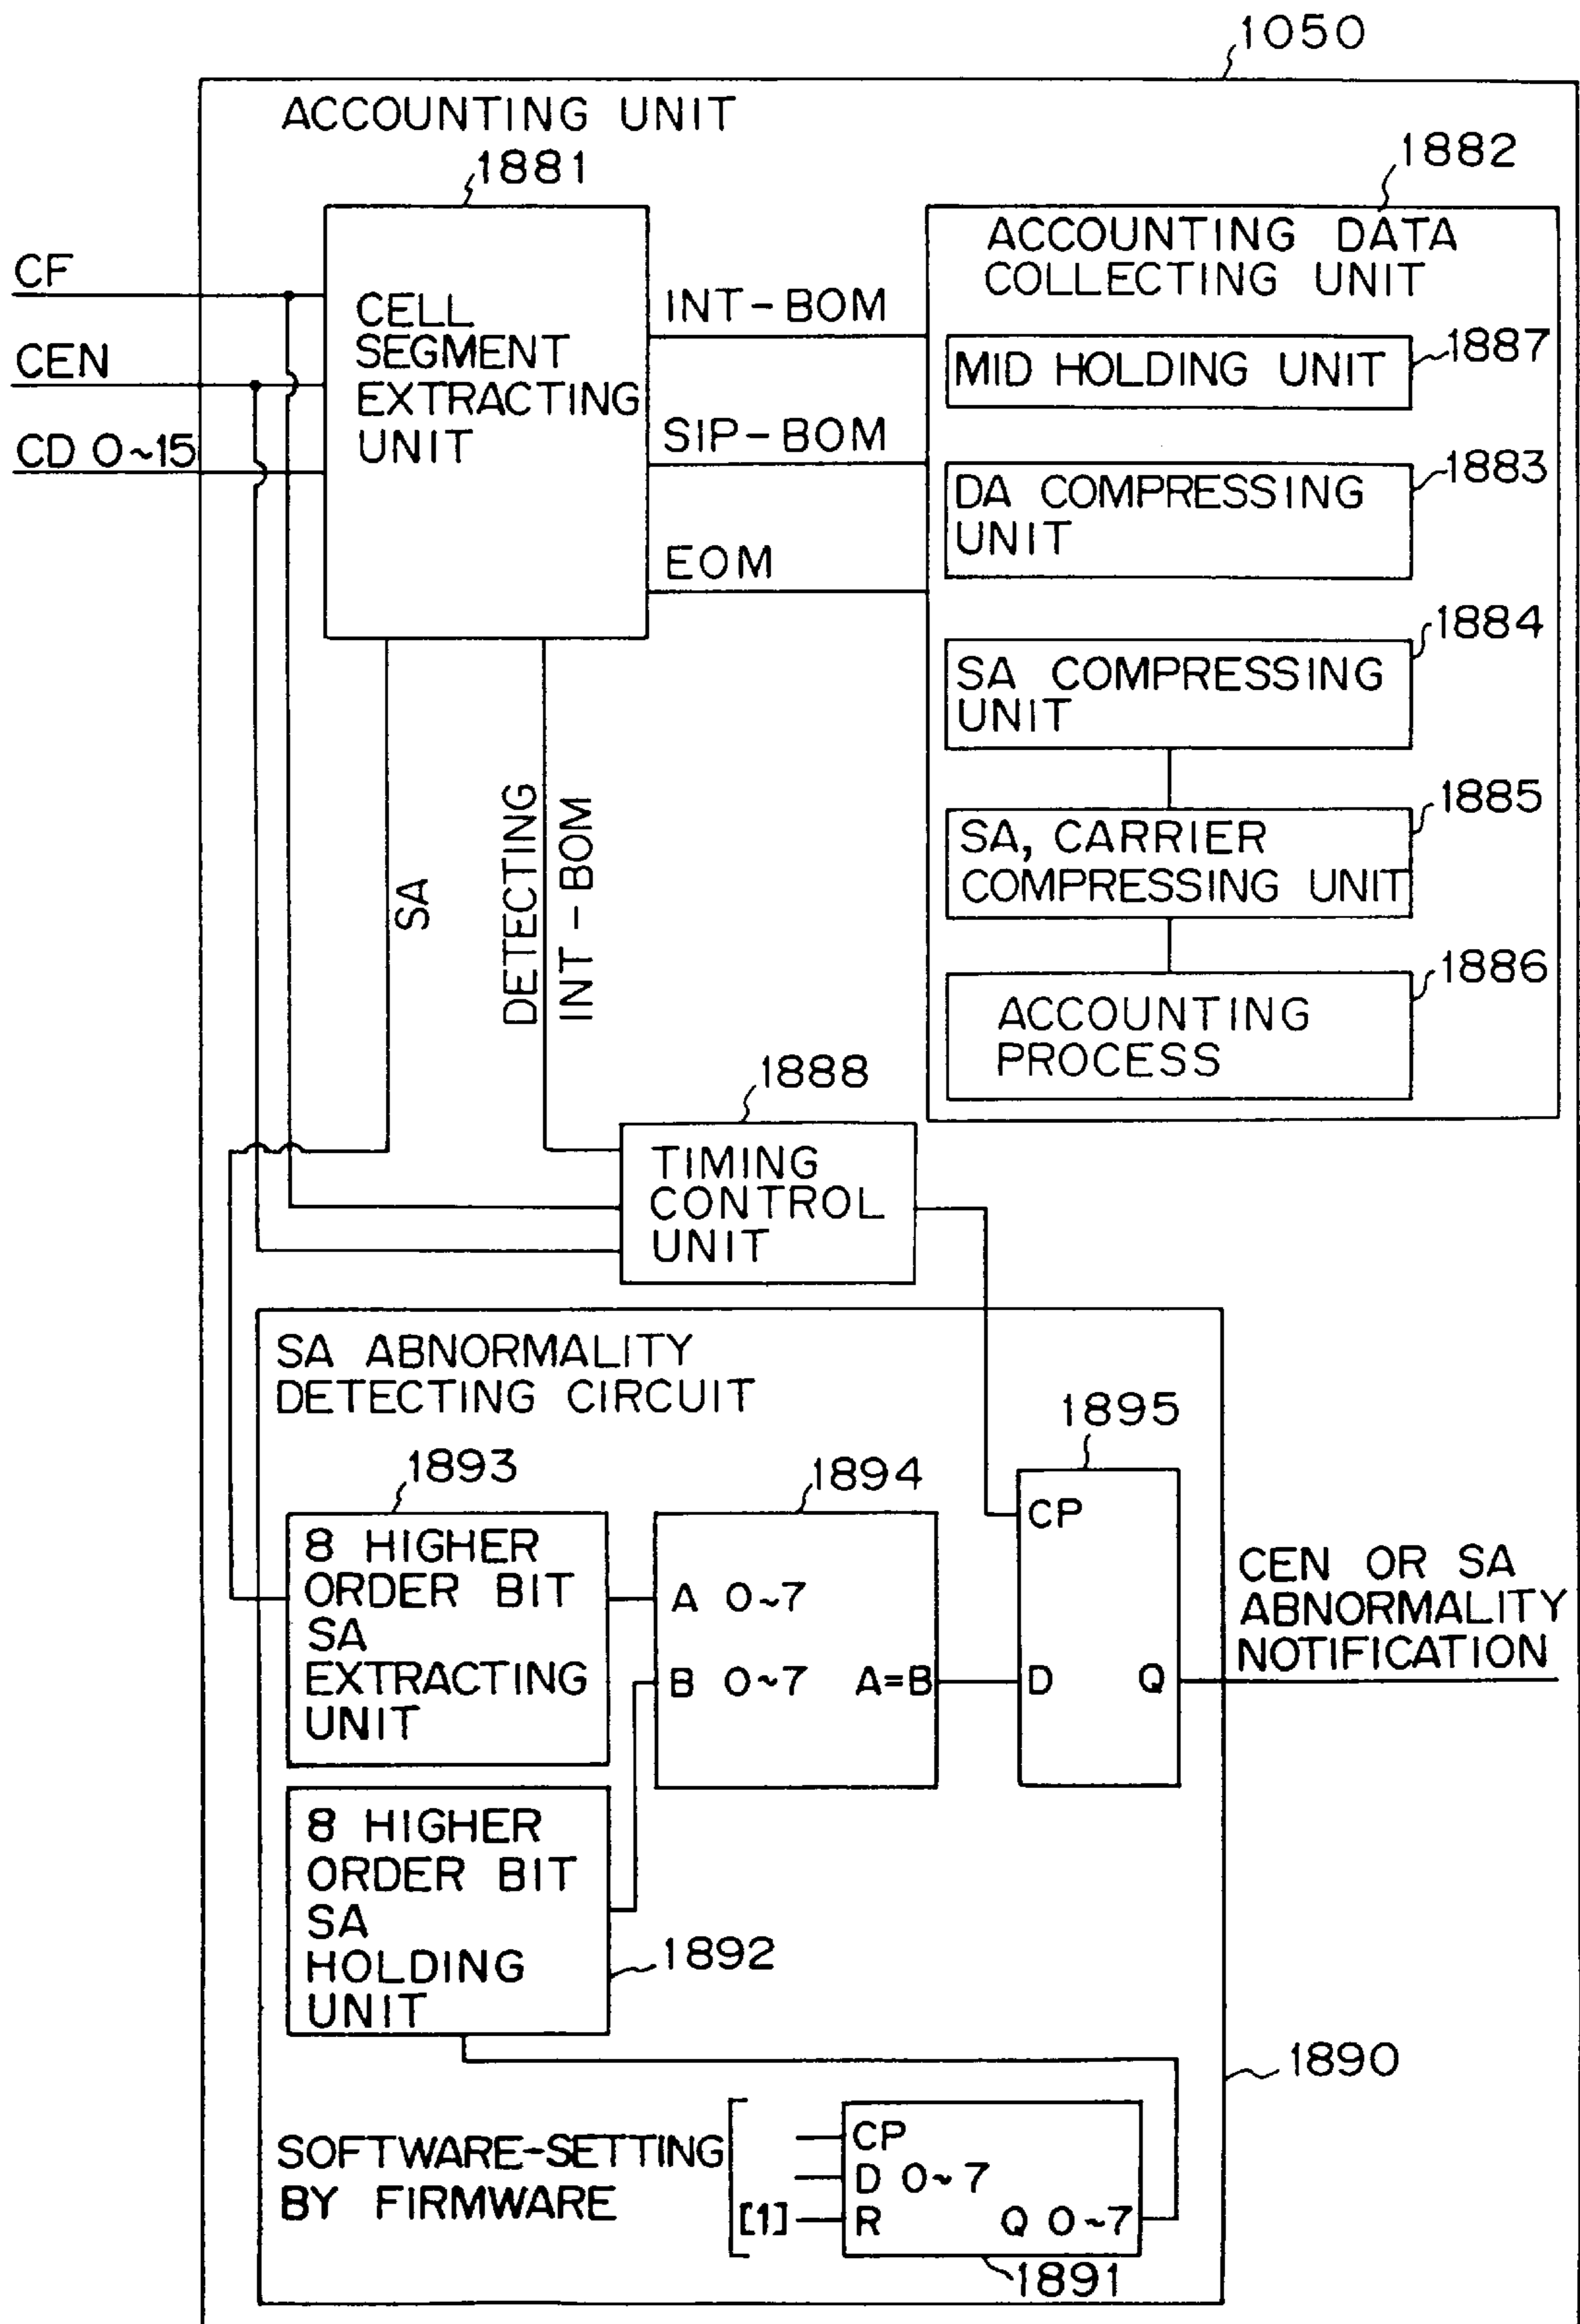 1050
ACCOUNTING UNIT
1881
1882
CF
CEN
CD 0~15
CELL
SEGMENT
EXTRACTING
UNIT
INT-BOM
SIP-BOM
EOM
ACCOUNTING DATA
COLLECTING UNIT
MID HOLDING UNIT
1887
DA COMPRESSING
UNIT
1883
SA COMPRESSING
UNIT
1884
SA, CARRIER
COMPRESSING UNIT
1885
ACCOUNTING
PROCESS
1886
SA
DETECTING
INT-BOM
1888
TIMING
CONTROL
UNIT
SA ABNORMALITY
DETECTING CIRCUIT
1893
8 HIGHER
ORDER BIT
SA
EXTRACTING
UNIT
1894
A 0~7
B 0~7 A=B
1895
CP
D Q
CEN OR SA
ABNORMALITY
NOTIFICATION
8 HIGHER
ORDER BIT
SA
HOLDING
UNIT
1892
1890
SOFTWARE-SETTING
BY FIRMWARE
[1]
CP
D 0~7
R Q 0~7
1891